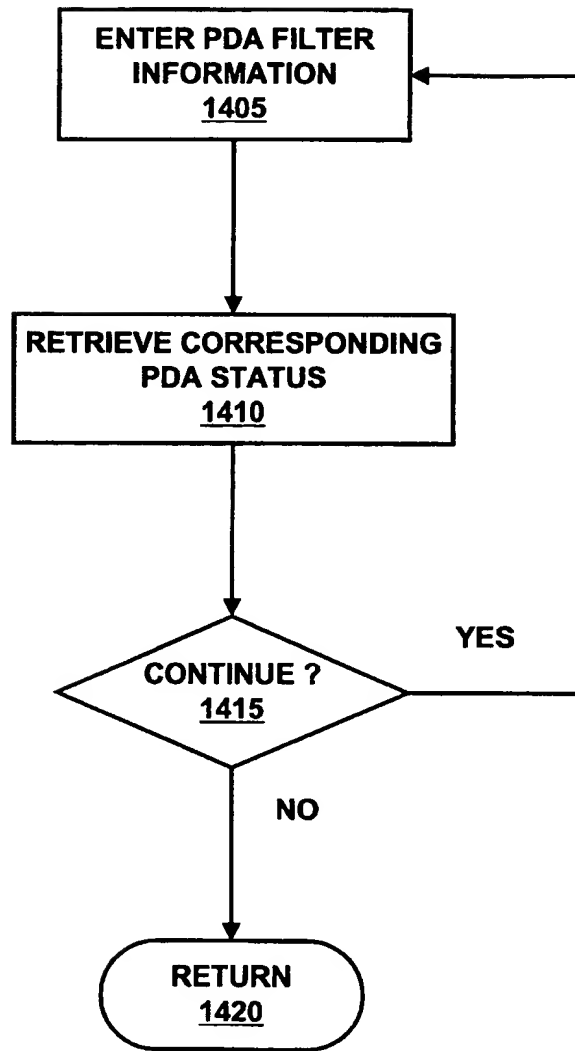 ENTER PDA FILTER
INFORMATION
1405
RETRIEVE CORRESPONDING
PDA STATUS
1410
CONTINUE ?
1415
YES
NO
RETURN
1420